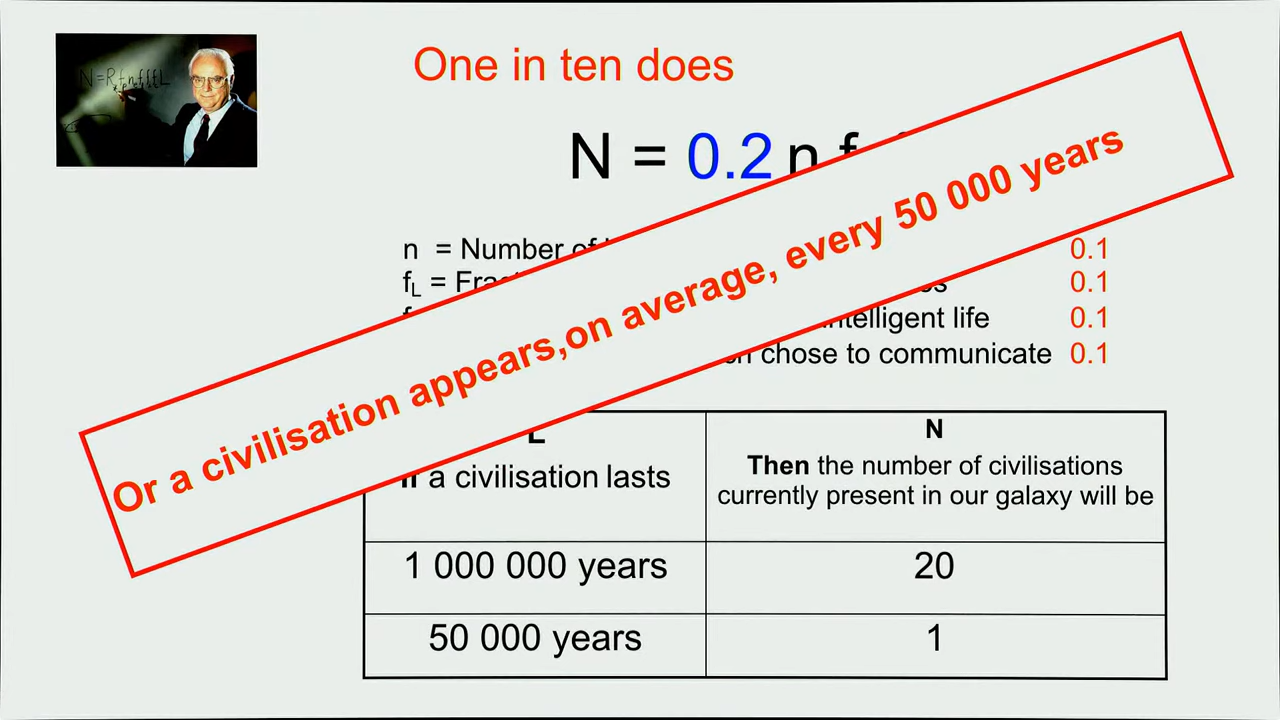 N=R
One in ten does
N = 0.2 n f
n = Number of
f_L = 0.1
0.1
intelligent life 0.1
chose to communicate 0.1
Or a civilisation appears,on average, every 50 000 years
L N
If a civilisation lasts Then the number of civilisations
currently present in our galaxy will be
1 000 000 years 20
50 000 years 1